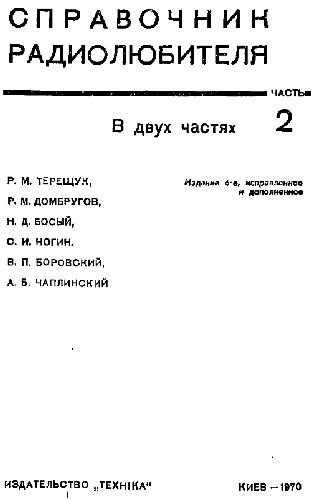 СПРАВОЧНИК
РАДИОЛЮБИТЕЛЯ
ЧАСТЬ
В двух частях 2
Р. М. ТЕРЕЩУК,
Р. М. ДОМБРУГОВ,
Н. Д. БОСЫЙ,
С. И. НОГИН,
В. П. БОРОВСКИЙ,
А. Б. ЧАПЛИНСКИЙ
Издание 6-е, исправленное
и дополненное
ИЗДАТЕЛЬСТВО „ТЕХНІКА“
КИЕВ — 1970